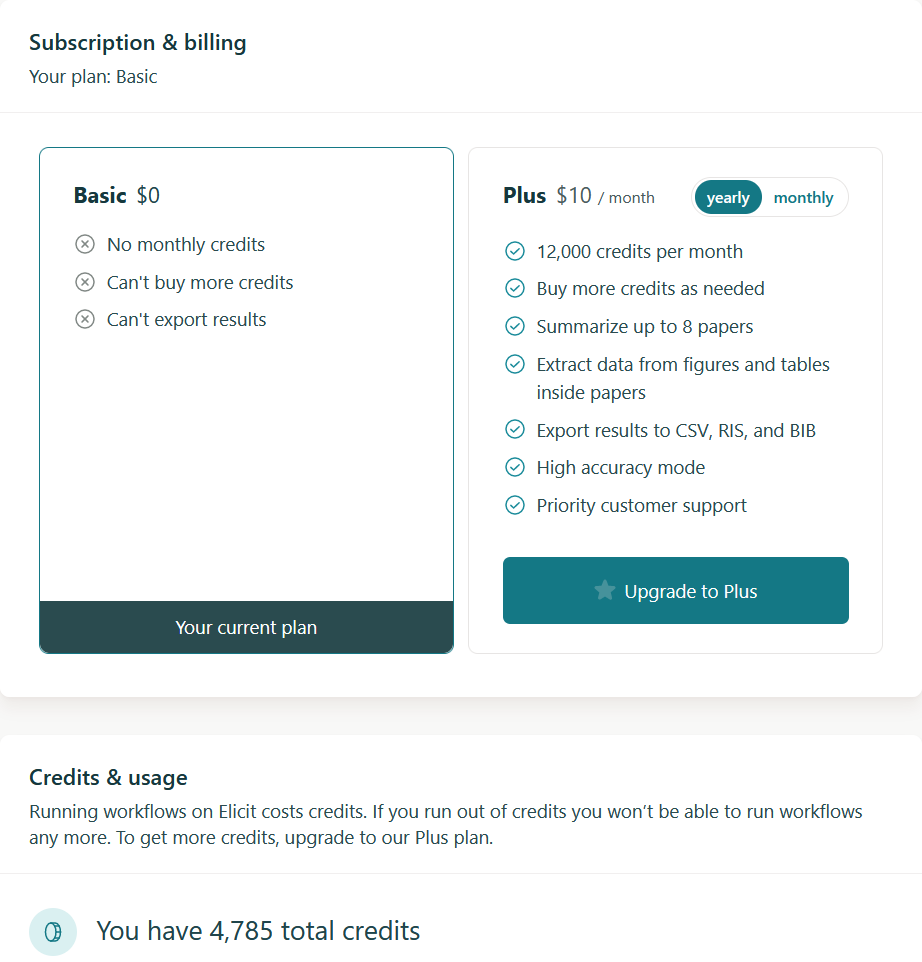 Subscription & billing
Your plan: Basic
Basic $0
No monthly credits
Can't buy more credits
Can't export results
Your current plan
Plus $10 / month yearly monthly
12,000 credits per month
Buy more credits as needed
Summarize up to 8 papers
Extract data from figures and tables
inside papers
Export results to CSV, RIS, and BIB
High accuracy mode
Priority customer support
Upgrade to Plus
Credits & usage
Running workflows on Elicit costs credits. If you run out of credits you won’t be able to run workflows
any more. To get more credits, upgrade to our Plus plan.
You have 4,785 total credits